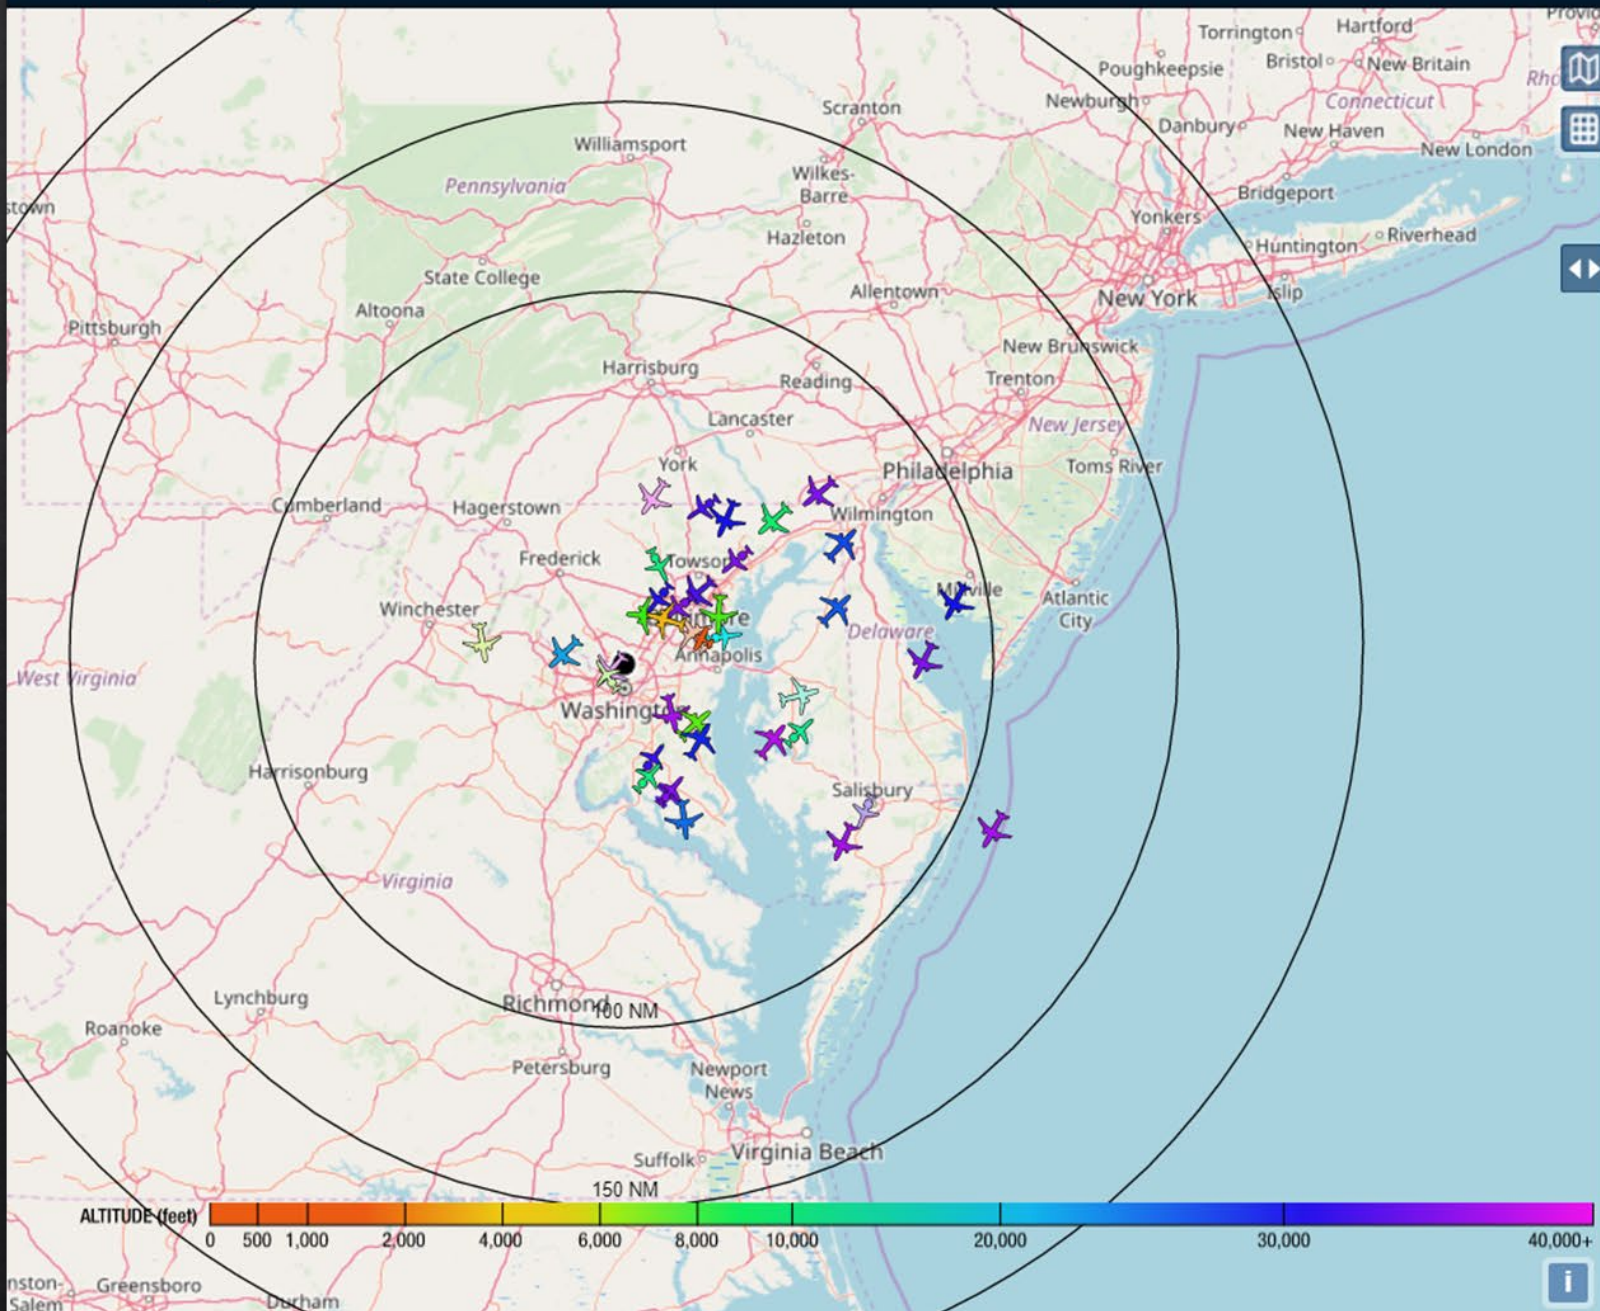 Torrington
Hartford
Bristol
New Britain
Poughkeepsie
Newburgh
Connecticut
Danbury
New Haven
New London
Scranton
Williamsport
Wilkes-
Barre
Pennsylvania
Bridgeport
stown
Yonkers
Hazleton
Huntington
Riverhead
State College
Allentown
New York
Islip
Altoona
Pittsburgh
New Brunswick
Harrisburg
Reading
Trenton
Lancaster
New Jersey
York
Philadelphia
Toms River
Cumberland
Hagerstown
Wilmington
Frederick
Towson
Millville
Atlantic
City
Winchester
more
Delaware
Annapolis
West Virginia
Washington
Harrisonburg
Salisbury
Virginia
Lynchburg
Richmond
100 NM
Roanoke
Petersburg
Newport
News
Suffolk
Virginia Beach
150 NM
ALTITUDE (feet)
0 500 1,000 2,000 4,000 6,000 8,000 10,000 20,000 30,000 40,000+
nston-
Salem
Greensboro
Durham
i